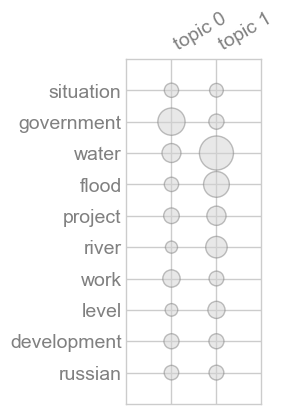 topic 0
topic 1
situation
government
water
flood
project
river
work
level
development
russian